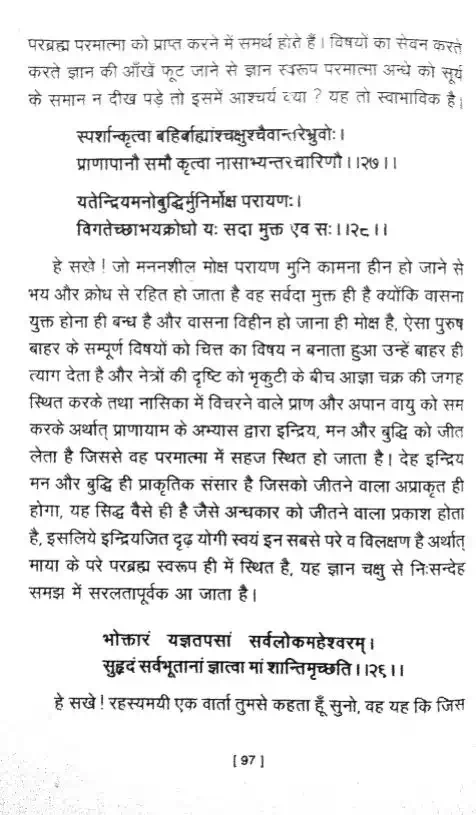 परब्रह्म परमात्मा को प्राप्त करने में समर्थ होते हैं। विषयों का सेवन करते
करते ज्ञान की आँखें फूट जाने से ज्ञान स्वरूप परमात्मा अन्धे को सूर्य
के समान न दीख पड़े तो इसमें आश्चर्य क्या ? यह तो स्वाभाविक है।
स्पर्शान्कृत्वा बहिर्बाह्यांश्चक्षुश्चैवान्तरेभ्रुवोः।
प्राणापानौ समौ कृत्वा नासाभ्यन्तरचारिणौ।।२७।।
यतेन्द्रियमनोबुद्धिर्मुनिर्मोक्ष परायणः।
विगतेच्छाभयक्रोधो यः सदा मुक्त एव सः।।२८।।
हे सखे ! जो मननशील मोक्ष परायण मुनि कामना हीन हो जाने से
भय और क्रोध से रहित हो जाता है वह सर्वदा मुक्त ही है क्योंकि वासना
युक्त होना ही बन्ध है और वासना विहीन हो जाना ही मोक्ष है, ऐसा पुरुष
बाहर के सम्पूर्ण विषयों को चित्त का विषय न बनाता हुआ उन्हें बाहर ही
त्याग देता है और नेत्रों की दृष्टि को भृकुटी के बीच आज्ञा चक्र की जगह
स्थित करके तथा नासिका में विचरने वाले प्राण और अपान वायु को सम
करके अर्थात् प्राणायाम के अभ्यास द्वारा इन्द्रिय, मन और बुद्धि को जीत
लेता है जिससे वह परमात्मा में सहज स्थित हो जाता है। देह इन्द्रिय
मन और बुद्धि ही प्राकृतिक संसार है जिसको जीतने वाला अप्राकृत ही
होगा, यह सिद्ध वैसे ही है जैसे अन्धकार को जीतने वाला प्रकाश होता
है, इसलिये इन्द्रियजित दृढ़ योगी स्वयं इन सबसे परे व विलक्षण है अर्थात्
माया के परे परब्रह्म स्वरूप ही में स्थित है, यह ज्ञान चक्षु से निःसन्देह
समझ में सरलतापूर्वक आ जाता है।
भोक्तारं यज्ञतपसां सर्वलोकमहेश्वरम्।
सुहृदं सर्वभूतानां ज्ञात्वा मां शान्तिमृच्छति।।२९।।
हे सखे ! रहस्यमयी एक वार्ता तुमसे कहता हूँ सुनो, वह यह कि जिस
[ 97 ]